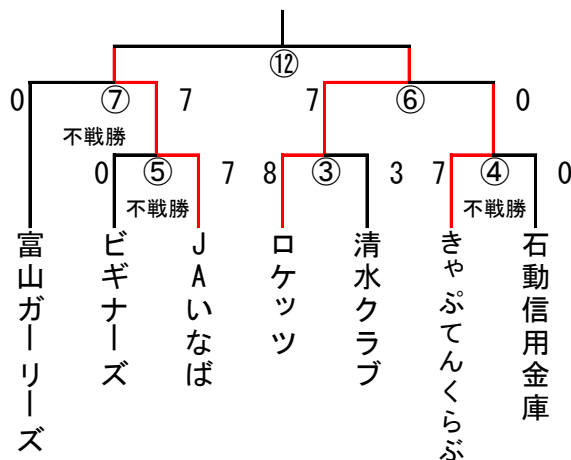 ⑫
0 ⑦ 7 7 ⑥ 0
不戦勝
0 ⑤ 7 8 ③ 3 7 ④ 0
不戦勝 不戦勝
富山ガーリーズ
ビギナーズ
JAいなば
ロケッツ
清水クラブ
きゃぷてんくらぶ
石動信用金庫